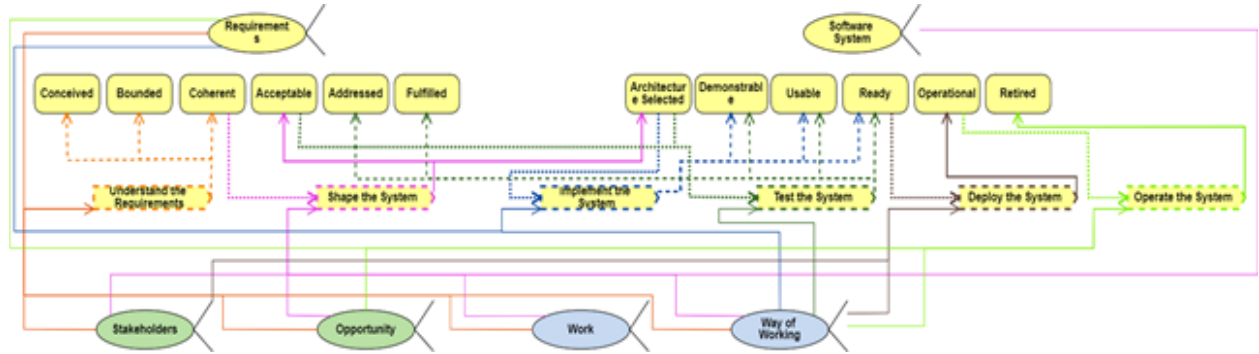 Requirement
s
Software
System
Conceived
Bounded
Coherent
Acceptable
Addressed
Fulfilled
Architectur
e Selected
Demonstrabl
e
Usable
Ready
Operational
Retired
Understand the
Requirements
Shape the System
Implement the
System
Test the System
Deploy the System
Operate the System
Stakeholders
Opportunity
Work
Way of
Working